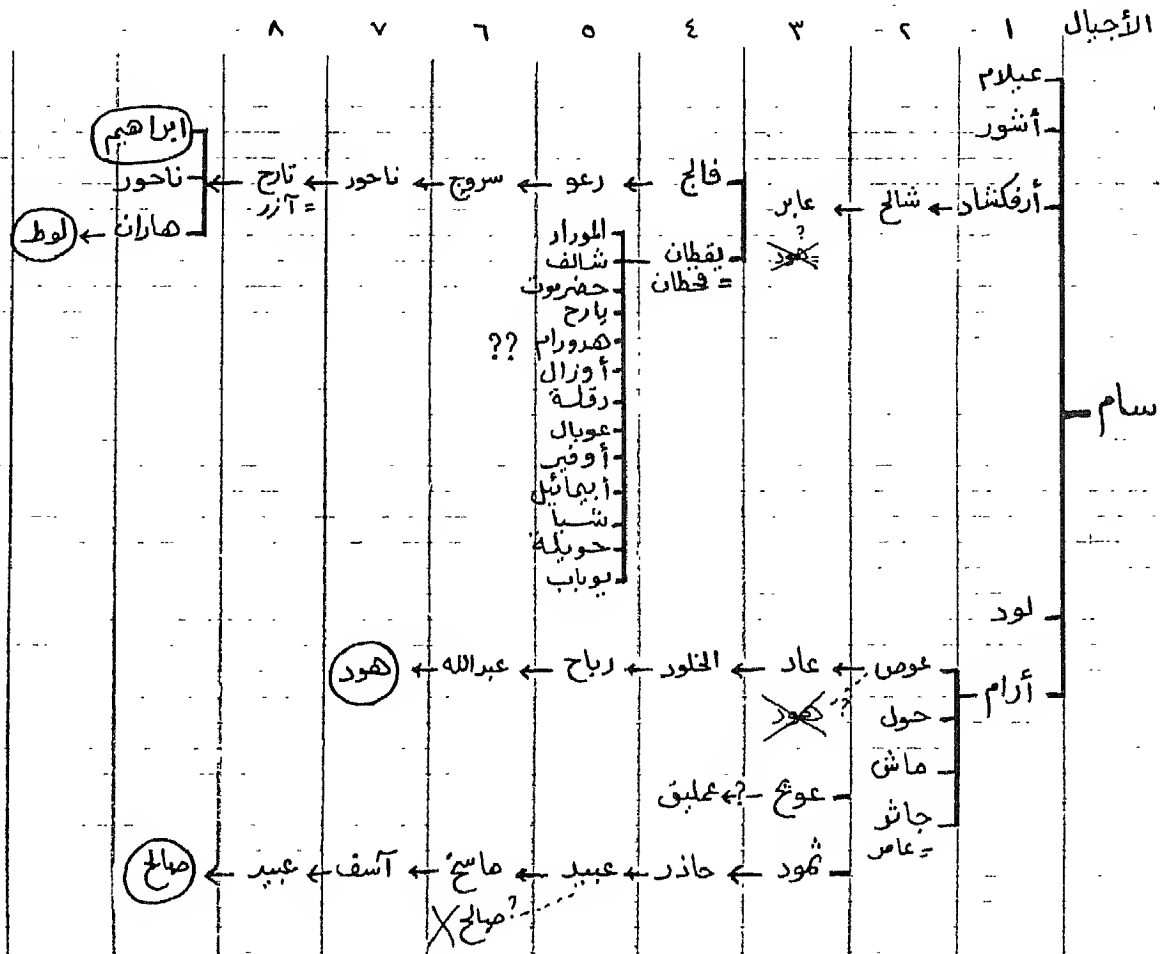 الأجيال ١ ٢ ٣ ٤ ٥ ٦ ٧ ٨
عيلام
أشور
ابراهيم
أرفكشاد ← شالح ← عابر فالج ← رعو ← سروج ← ناحور ← تارح ← ناحور
= آزر
هاران ← لوط
؟
= هود
يقطان
= قحطان
الموراد
شالف
حضرموت
يارح
هدورام ??
أوزال
دقلة
عوبال
أوفير
أبيمائيل
شبا
حويلة
يوباب
سام
لود
أرام
عوص ← عاد ← الخلود ← رباح ← عبدالله ← هود
? هود
حول
ماش
عوج ?← عمليق
جاثر
= عامر
ثمود ← حاذر ← عبيد ← ماسخ ← آسف ← عبيد ← صالح
? صالح X